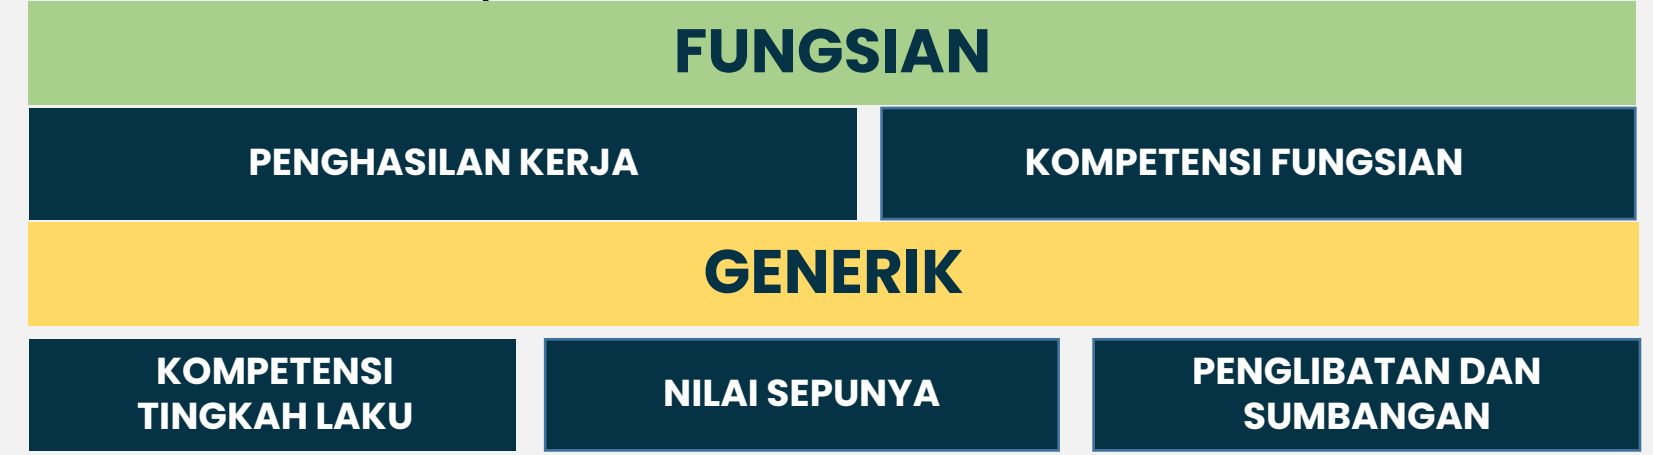 FUNGSIAN
PENGHASILAN KERJA
KOMPETENSI FUNGSIAN
GENERIK
KOMPETENSI
TINGKAH LAKU
NILAI SEPUNYA
PENGLIBATAN DAN
SUMBANGAN